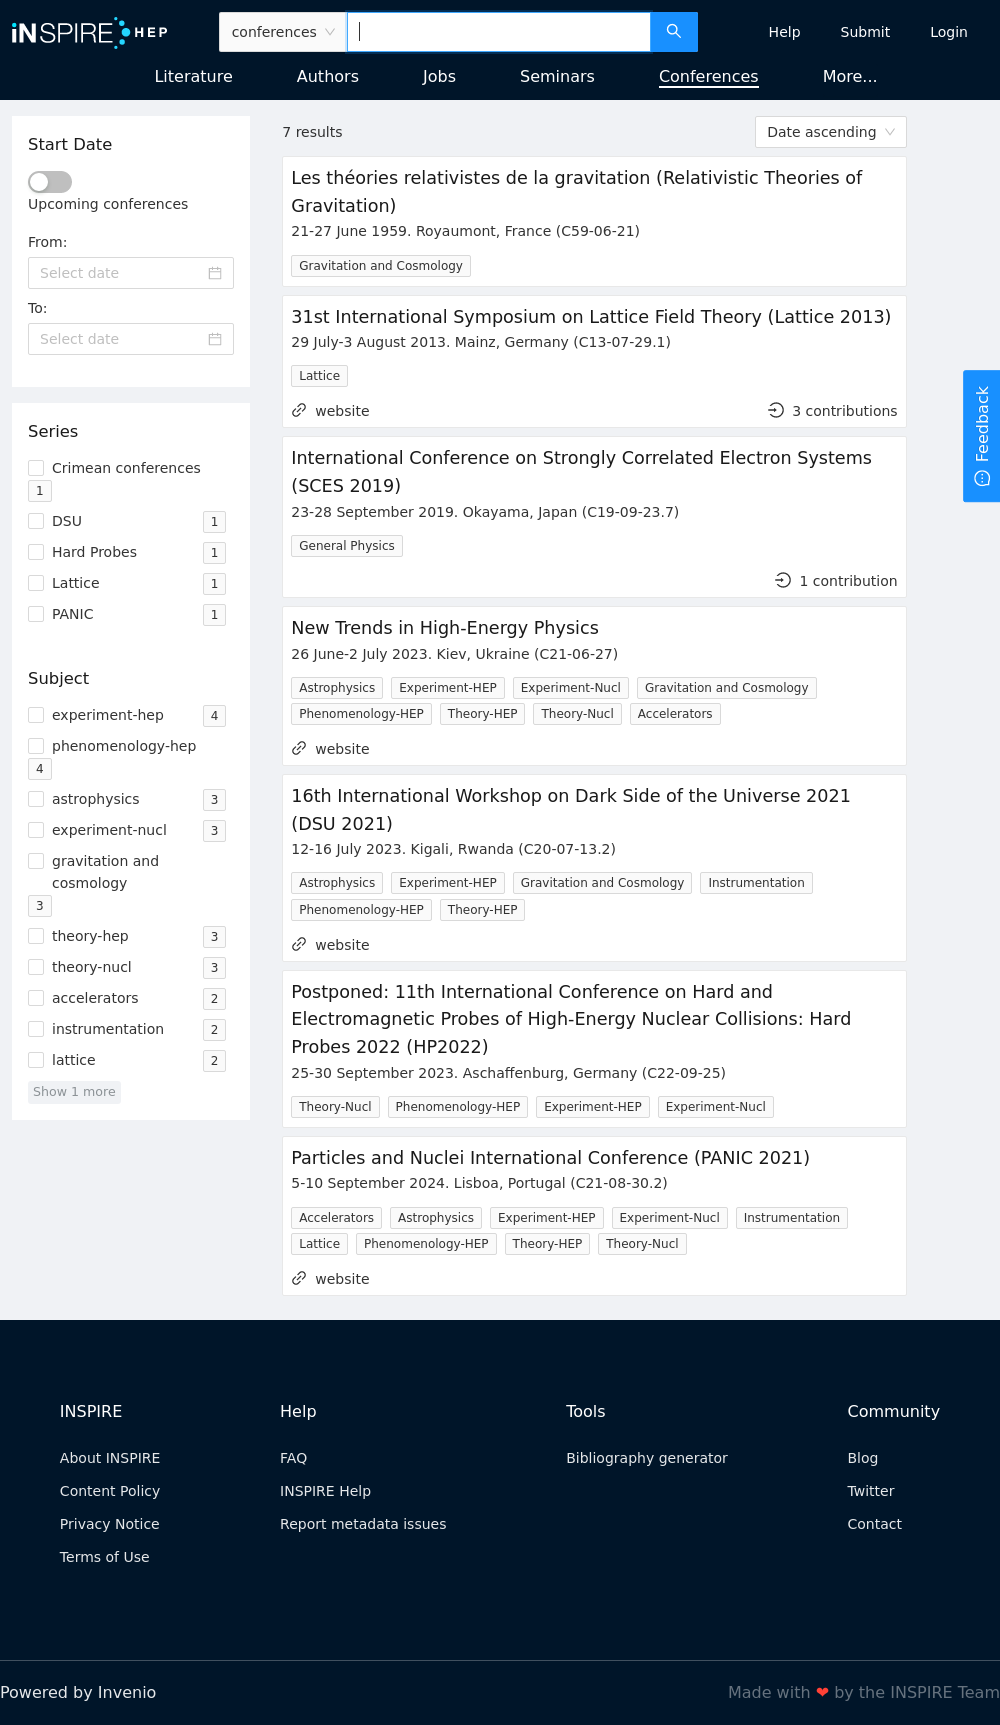 iNSPIRE HEP
conferences
Help
Submit
Login
Literature
Authors
Jobs
Seminars
Conferences
More...
Start Date
Upcoming conferences
From:
Select date
To:
Select date
Series
Crimean conferences
1
DSU 1
Hard Probes 1
Lattice 1
PANIC 1
Subject
experiment-hep 4
phenomenology-hep
4
astrophysics 3
experiment-nucl 3
gravitation and
cosmology
3
theory-hep 3
theory-nucl 3
accelerators 2
instrumentation 2
lattice 2
Show 1 more
7 results
Date ascending
Les théories relativistes de la gravitation (Relativistic Theories of
Gravitation)
21-27 June 1959. Royaumont, France (C59-06-21)
Gravitation and Cosmology
31st International Symposium on Lattice Field Theory (Lattice 2013)
29 July-3 August 2013. Mainz, Germany (C13-07-29.1)
Lattice
website
3 contributions
International Conference on Strongly Correlated Electron Systems
(SCES 2019)
23-28 September 2019. Okayama, Japan (C19-09-23.7)
General Physics
1 contribution
New Trends in High-Energy Physics
26 June-2 July 2023. Kiev, Ukraine (C21-06-27)
Astrophysics Experiment-HEP Experiment-Nucl Gravitation and Cosmology
Phenomenology-HEP Theory-HEP Theory-Nucl Accelerators
website
16th International Workshop on Dark Side of the Universe 2021
(DSU 2021)
12-16 July 2023. Kigali, Rwanda (C20-07-13.2)
Astrophysics Experiment-HEP Gravitation and Cosmology Instrumentation
Phenomenology-HEP Theory-HEP
website
Postponed: 11th International Conference on Hard and
Electromagnetic Probes of High-Energy Nuclear Collisions: Hard
Probes 2022 (HP2022)
25-30 September 2023. Aschaffenburg, Germany (C22-09-25)
Theory-Nucl Phenomenology-HEP Experiment-HEP Experiment-Nucl
Particles and Nuclei International Conference (PANIC 2021)
5-10 September 2024. Lisboa, Portugal (C21-08-30.2)
Accelerators Astrophysics Experiment-HEP Experiment-Nucl Instrumentation
Lattice Phenomenology-HEP Theory-HEP Theory-Nucl
website
Feedback
INSPIRE
About INSPIRE
Content Policy
Privacy Notice
Terms of Use
Help
FAQ
INSPIRE Help
Report metadata issues
Tools
Bibliography generator
Community
Blog
Twitter
Contact
Powered by Invenio
Made with ❤ by the INSPIRE Team